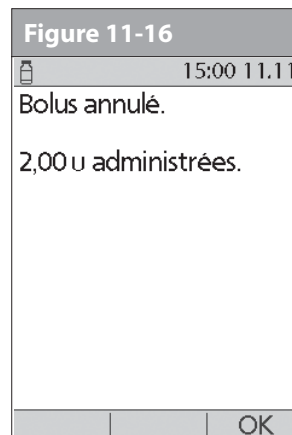 Figure 11-16
15:00 11.11
Bolus annulé.
2,00 u administrées.
OK